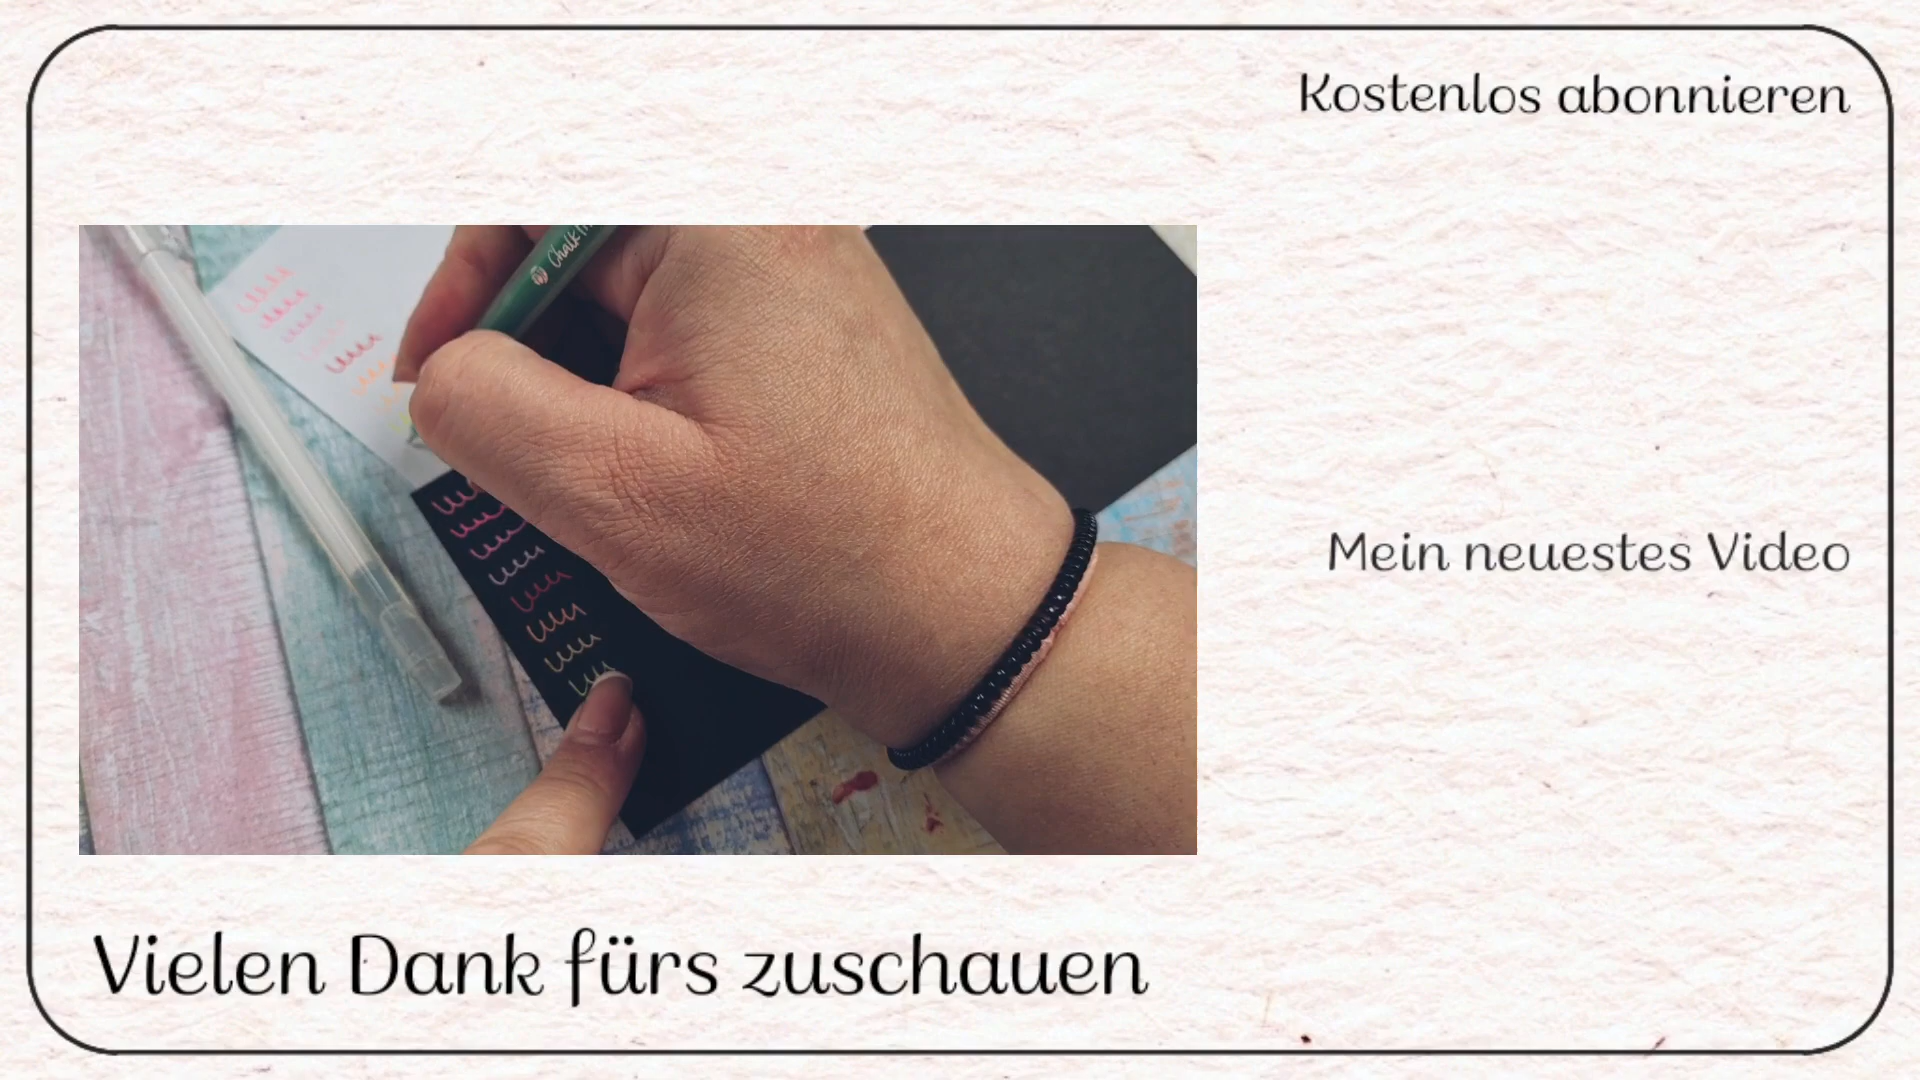 Kostenlos abonnieren
Mein neuestes Video
Vielen Dank fürs zuschauen